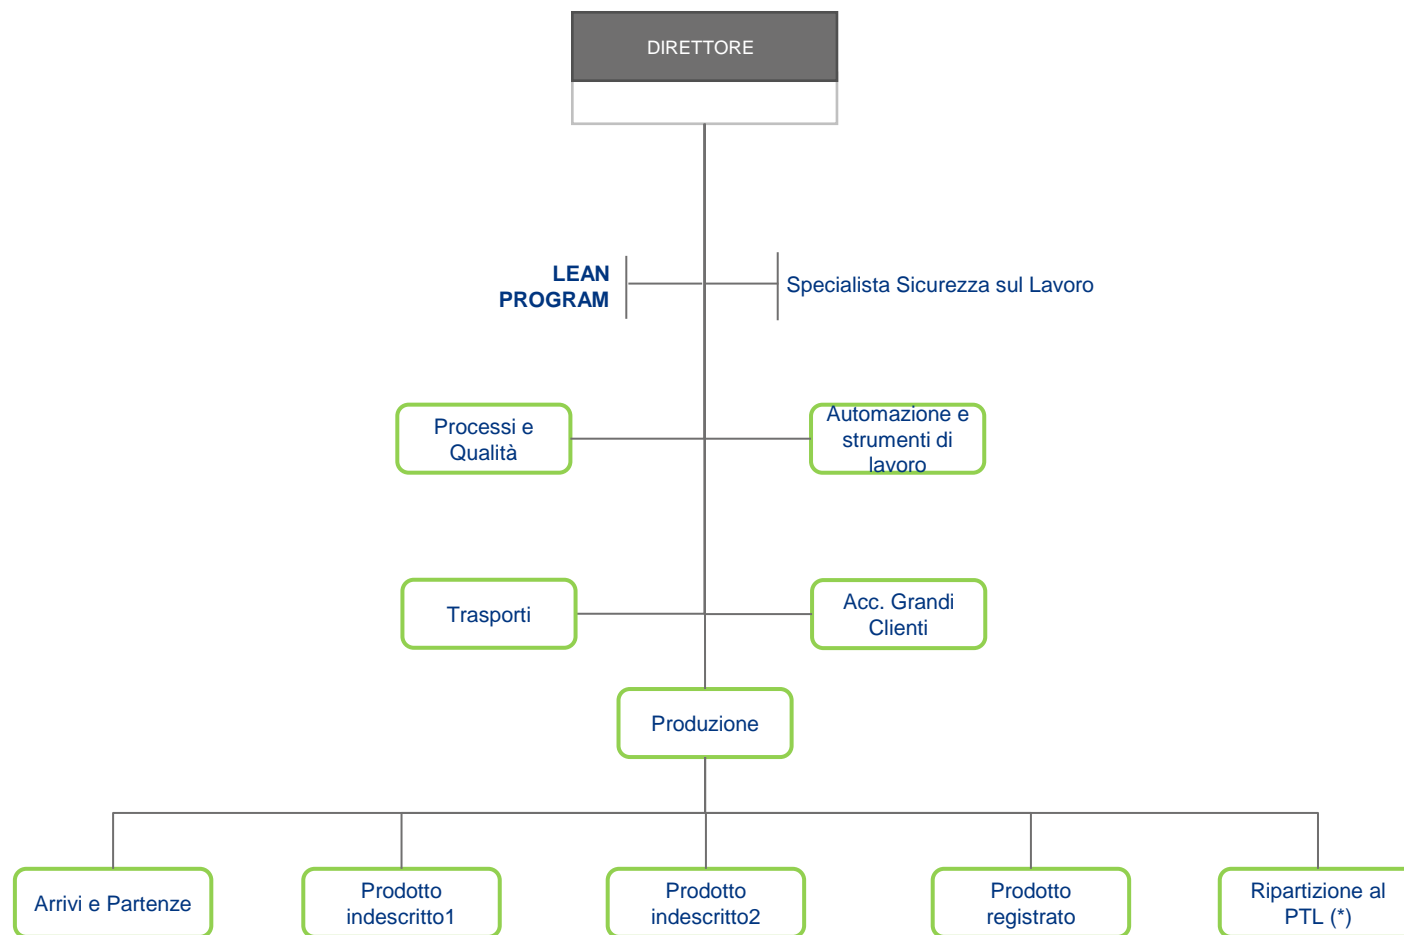 DIRETTORE
LEAN
PROGRAM
Specialista Sicurezza sul Lavoro
Processi e
Qualità
Automazione e
strumenti di
lavoro
Trasporti
Acc. Grandi
Clienti
Produzione
Arrivi e Partenze
Prodotto
indescritto1
Prodotto
indescritto2
Prodotto
registrato
Ripartizione al
PTL (*)